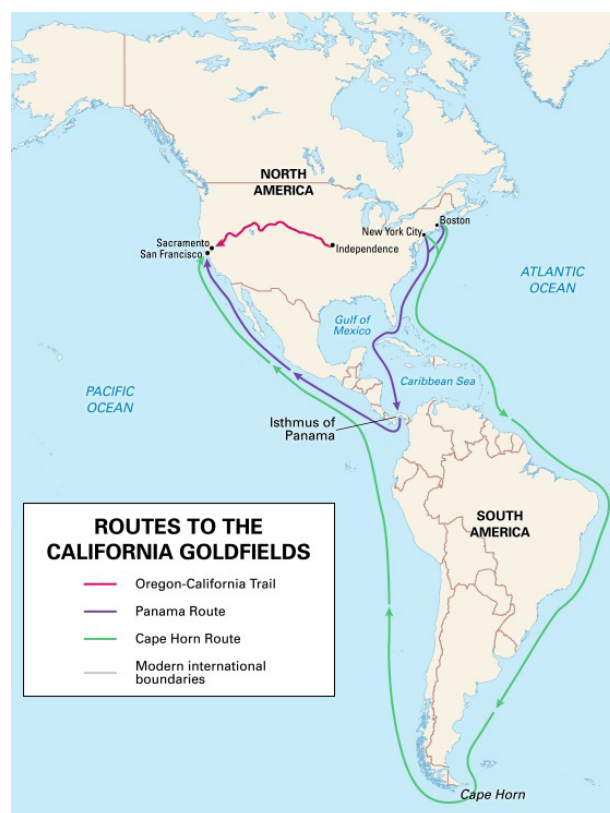 NORTH
AMERICA
Boston
New York City
Sacramento
San Francisco
Independence
ATLANTIC
OCEAN
Gulf of
Mexico
PACIFIC
OCEAN
Caribbean Sea
Isthmus of
Panama
SOUTH
AMERICA
ROUTES TO THE
CALIFORNIA GOLDFIELDS
Oregon-California Trail
Panama Route
Cape Horn Route
Modern international
boundaries
Cape Horn